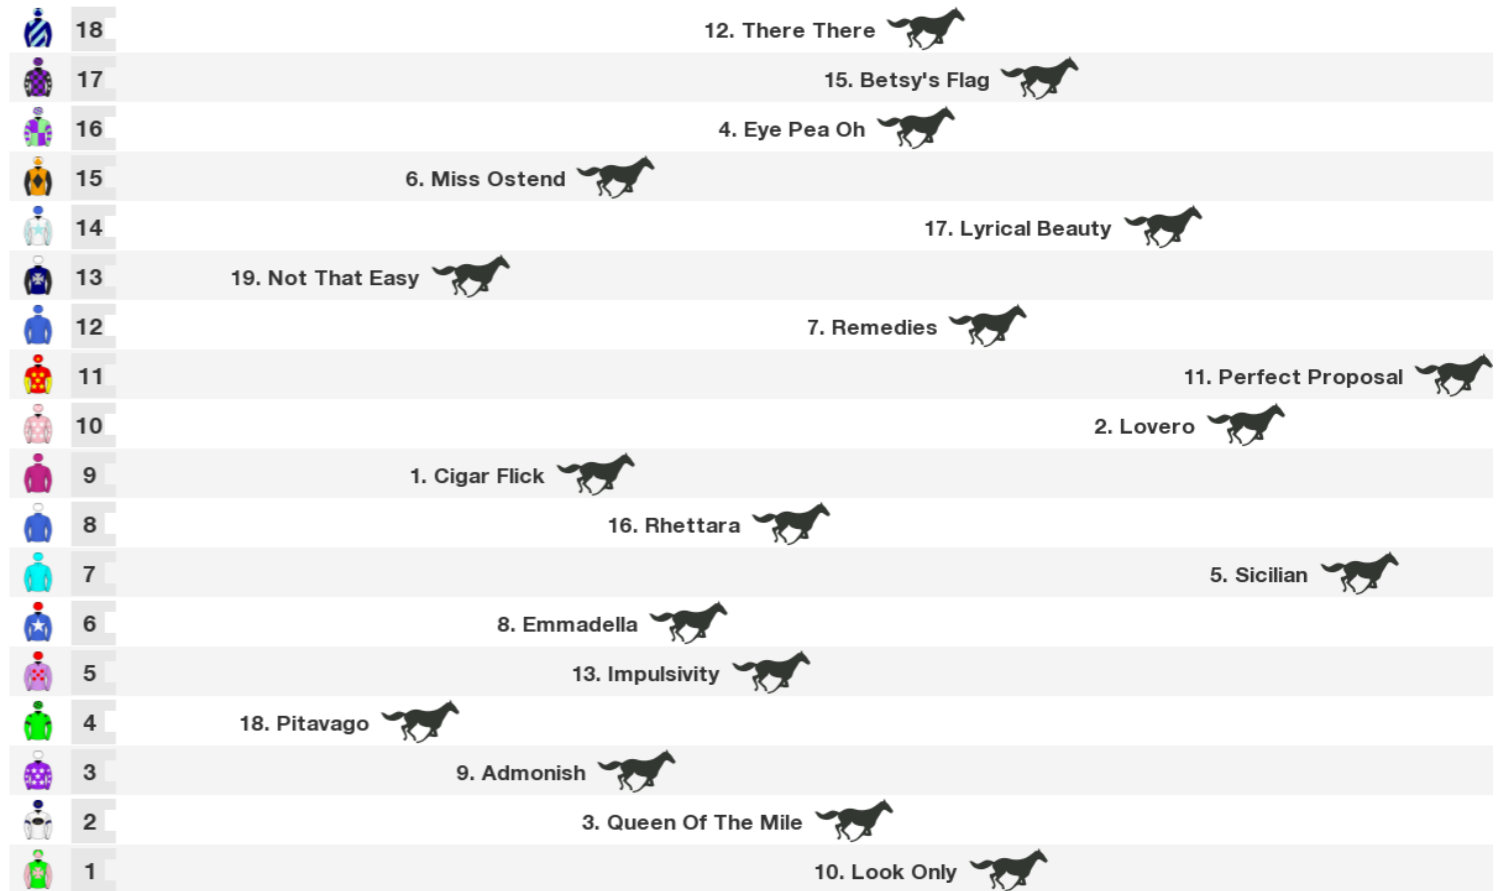 18 12. There There
17 15. Betsy's Flag
16 4. Eye Pea Oh
15 6. Miss Ostend
14 17. Lyrical Beauty
13 19. Not That Easy
12 7. Remedies
11 11. Perfect Proposal
10 2. Lovero
9 1. Cigar Flick
8 16. Rhettara
7 5. Sicilian
6 8. Emmadella
5 13. Impulsivity
4 18. Pitavago
3 9. Admonish
2 3. Queen Of The Mile
1 10. Look Only